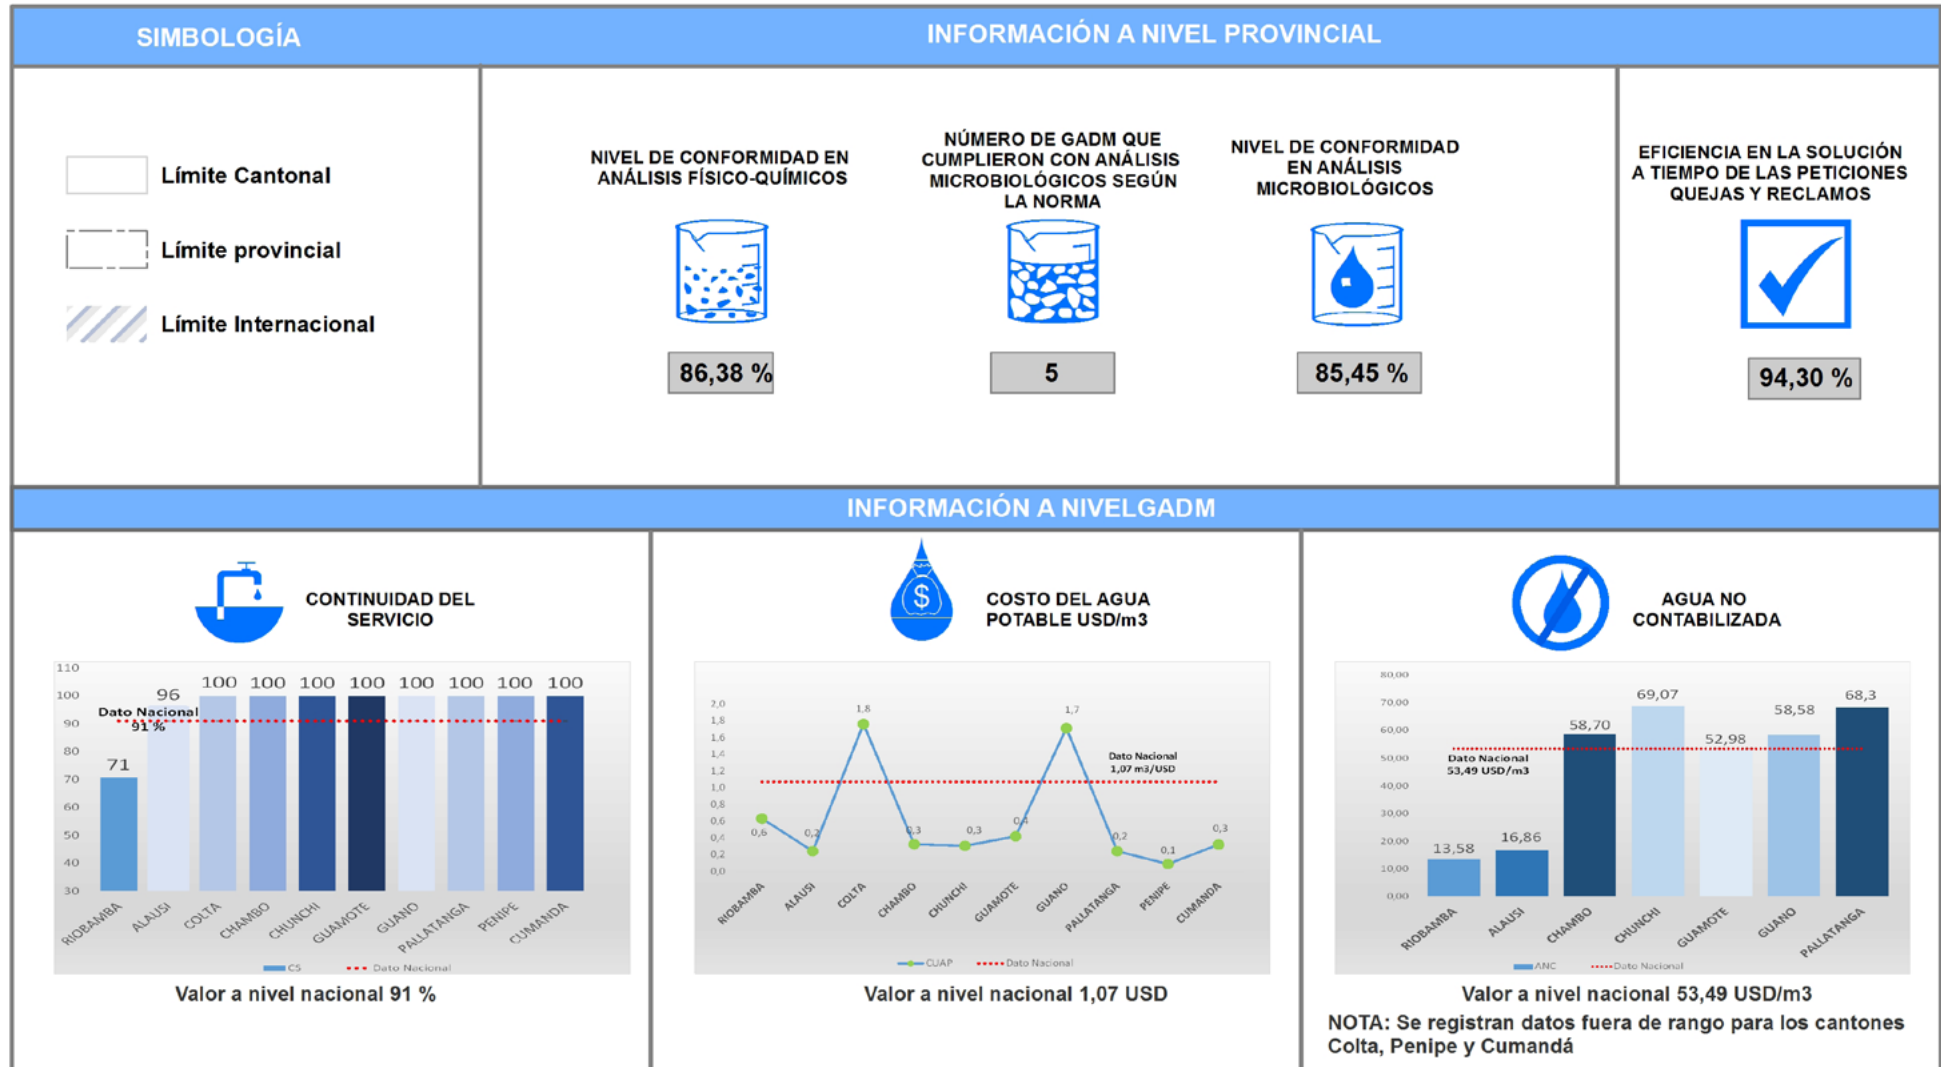 SIMBOLOGÍA
INFORMACIÓN A NIVEL PROVINCIAL
Límite Cantonal
Límite provincial
Límite Internacional
NIVEL DE CONFORMIDAD EN
ANÁLISIS FÍSICO-QUÍMICOS
86,38 %
NÚMERO DE GADM QUE
CUMPLIERON CON ANÁLISIS
MICROBIOLÓGICOS SEGÚN
LA NORMA
5
NIVEL DE CONFORMIDAD
EN ANÁLISIS
MICROBIOLÓGICOS
85,45 %
EFICIENCIA EN LA SOLUCIÓN
A TIEMPO DE LAS PETICIONES
QUEJAS Y RECLAMOS
94,30 %
INFORMACIÓN A NIVELGADM
CONTINUIDAD DEL
SERVICIO
110
100
90
80
70
60
50
40
30
71
96
100 100 100 100 100 100 100 100
Dato Nacional
91 %
RIOBAMBA
ALAUSI
COLTA
CHAMBO
CHUNCHI
GUAMOTE
GUANO
PALLATANGA
PENIPE
CUMANDA
CS
Dato Nacional
Valor a nivel nacional 91 %
$
COSTO DEL AGUA
POTABLE USD/m3
2,0
1,8
1,6
1,4
1,2
1,0
0,8
0,6
0,4
0,2
0,0
0,6
0,2
1,8
0,3
0,3
0,4
1,7
0,2
0,1
0,3
Dato Nacional
1,07 m3/USD
RIOBAMBA
ALAUSI
COLTA
CHAMBO
CHUNCHI
GUAMOTE
GUANO
PALLATANGA
PENIPE
CUMANDA
CUAP
Dato Nacional
Valor a nivel nacional 1,07 USD
AGUA NO
CONTABILIZADA
80,00
70,00
60,00
50,00
40,00
30,00
20,00
10,00
0,00
13,58
16,86
58,70
69,07
52,98
58,58
68,3
Dato Nacional
53,49 USD/m3
RIOBAMBA
ALAUSI
CHAMBO
CHUNCHI
GUAMOTE
GUANO
PALLATANGA
ANC
Dato Nacional
Valor a nivel nacional 53,49 USD/m3
NOTA: Se registran datos fuera de rango para los cantones
Colta, Penipe y Cumandá